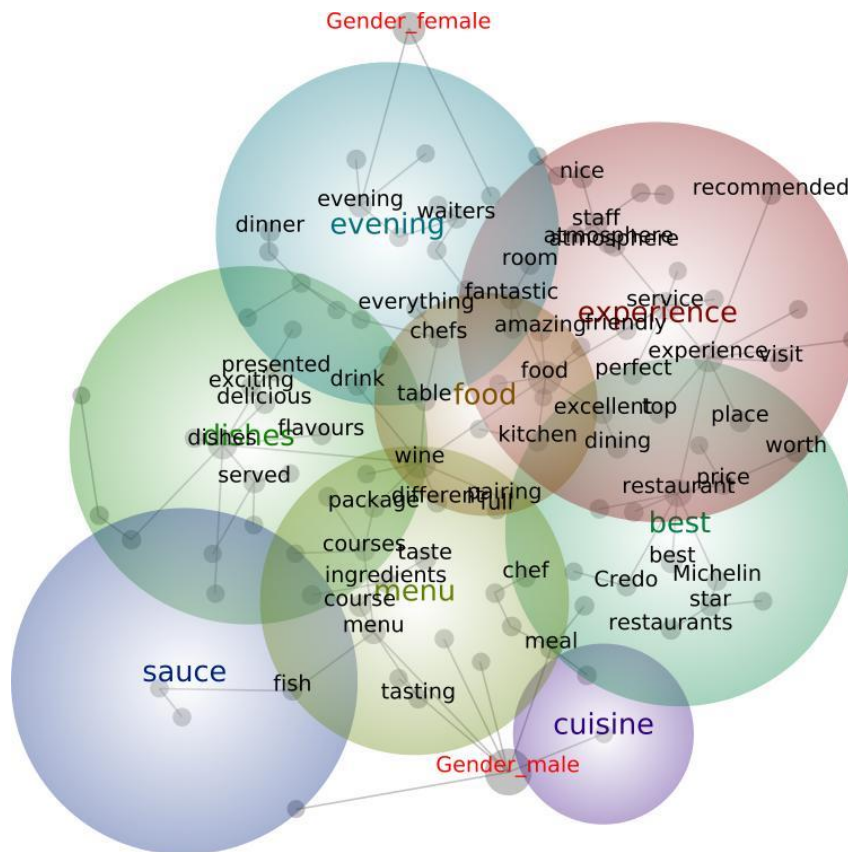 Gender_female
nice
recommended
evening
waiters
staff
dinner
evening
atmosphere
atmosphere
room
fantastic
service
everything
experience
chefs
amazing
friendly
experience
visit
presented
food
perfect
exciting
drink
delicious
table
food
excellent
top
place
flavours
dishes
dishes
kitchen
dining
worth
wine
served
price
restaurant
package
different
pairing
full
best
courses
taste
best
chef
Michelin
ingredients
Credo
menu
course
star
menu
restaurants
meal
sauce
fish
tasting
cuisine
Gender_male